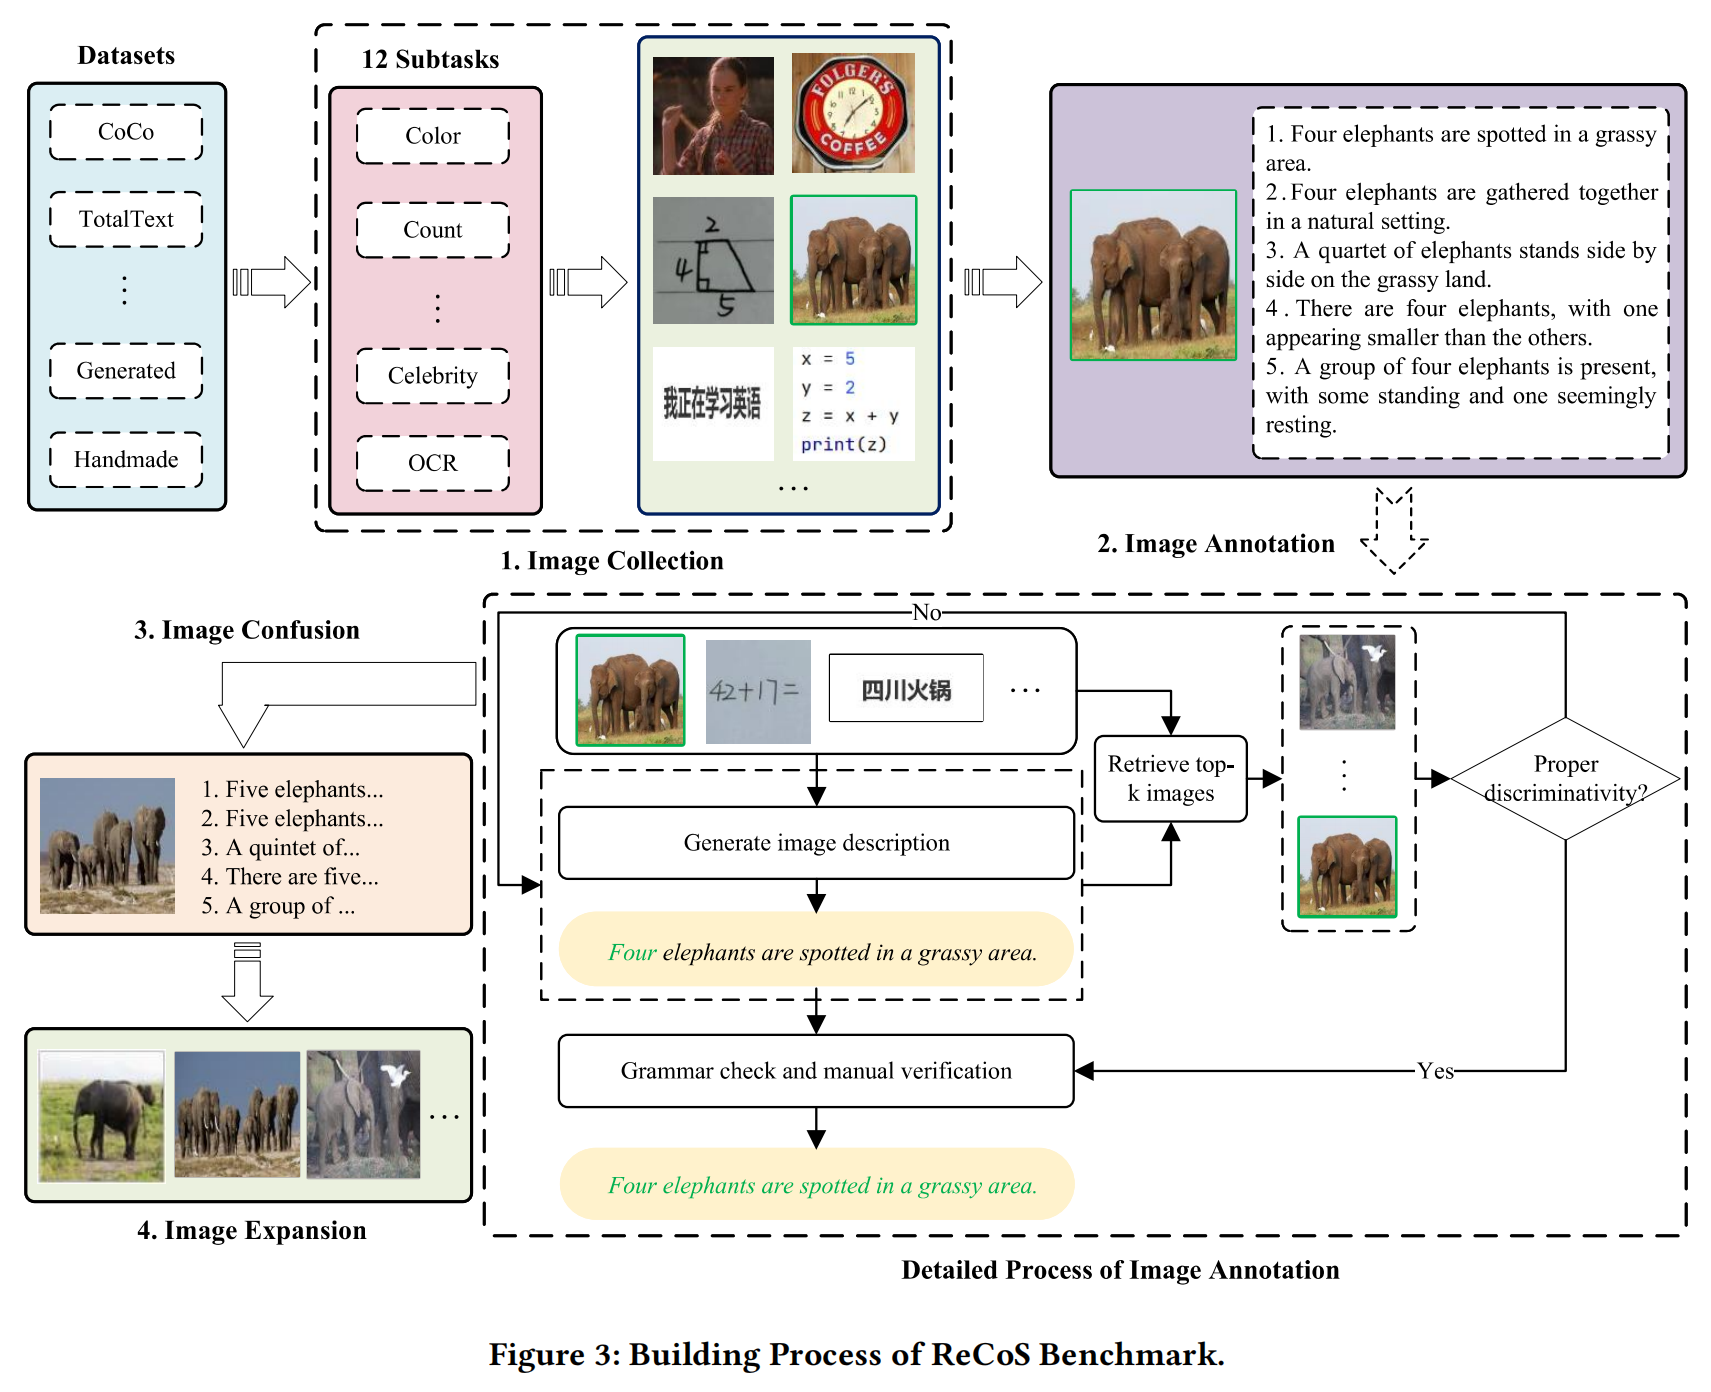 Datasets
CoCo
TotalText
⋮
Generated
Handmade
12 Subtasks
Color
Count
⋮
Celebrity
OCR
FOLGER'S
COFFEE
2
4
5
我正在学习英语
x = 5
y = 2
z = x + y
print(z)
...
1. Image Collection
1. Four elephants are spotted in a grassy
area.
2. Four elephants are gathered together
in a natural setting.
3. A quartet of elephants stands side by
side on the grassy land.
4. There are four elephants, with one
appearing smaller than the others.
5. A group of four elephants is present,
with some standing and one seemingly
resting.
2. Image Annotation
3. Image Confusion
1. Five elephants...
2. Five elephants...
3. A quintet of...
4. There are five...
5. A group of ...
...
4. Image Expansion
No
42+17=
四川火锅
...
Generate image description
Four elephants are spotted in a grassy area.
Retrieve top-
k images
⋮
Proper
discriminativity?
Yes
Grammar check and manual verification
Four elephants are spotted in a grassy area.
Detailed Process of Image Annotation
Figure 3: Building Process of ReCoS Benchmark.